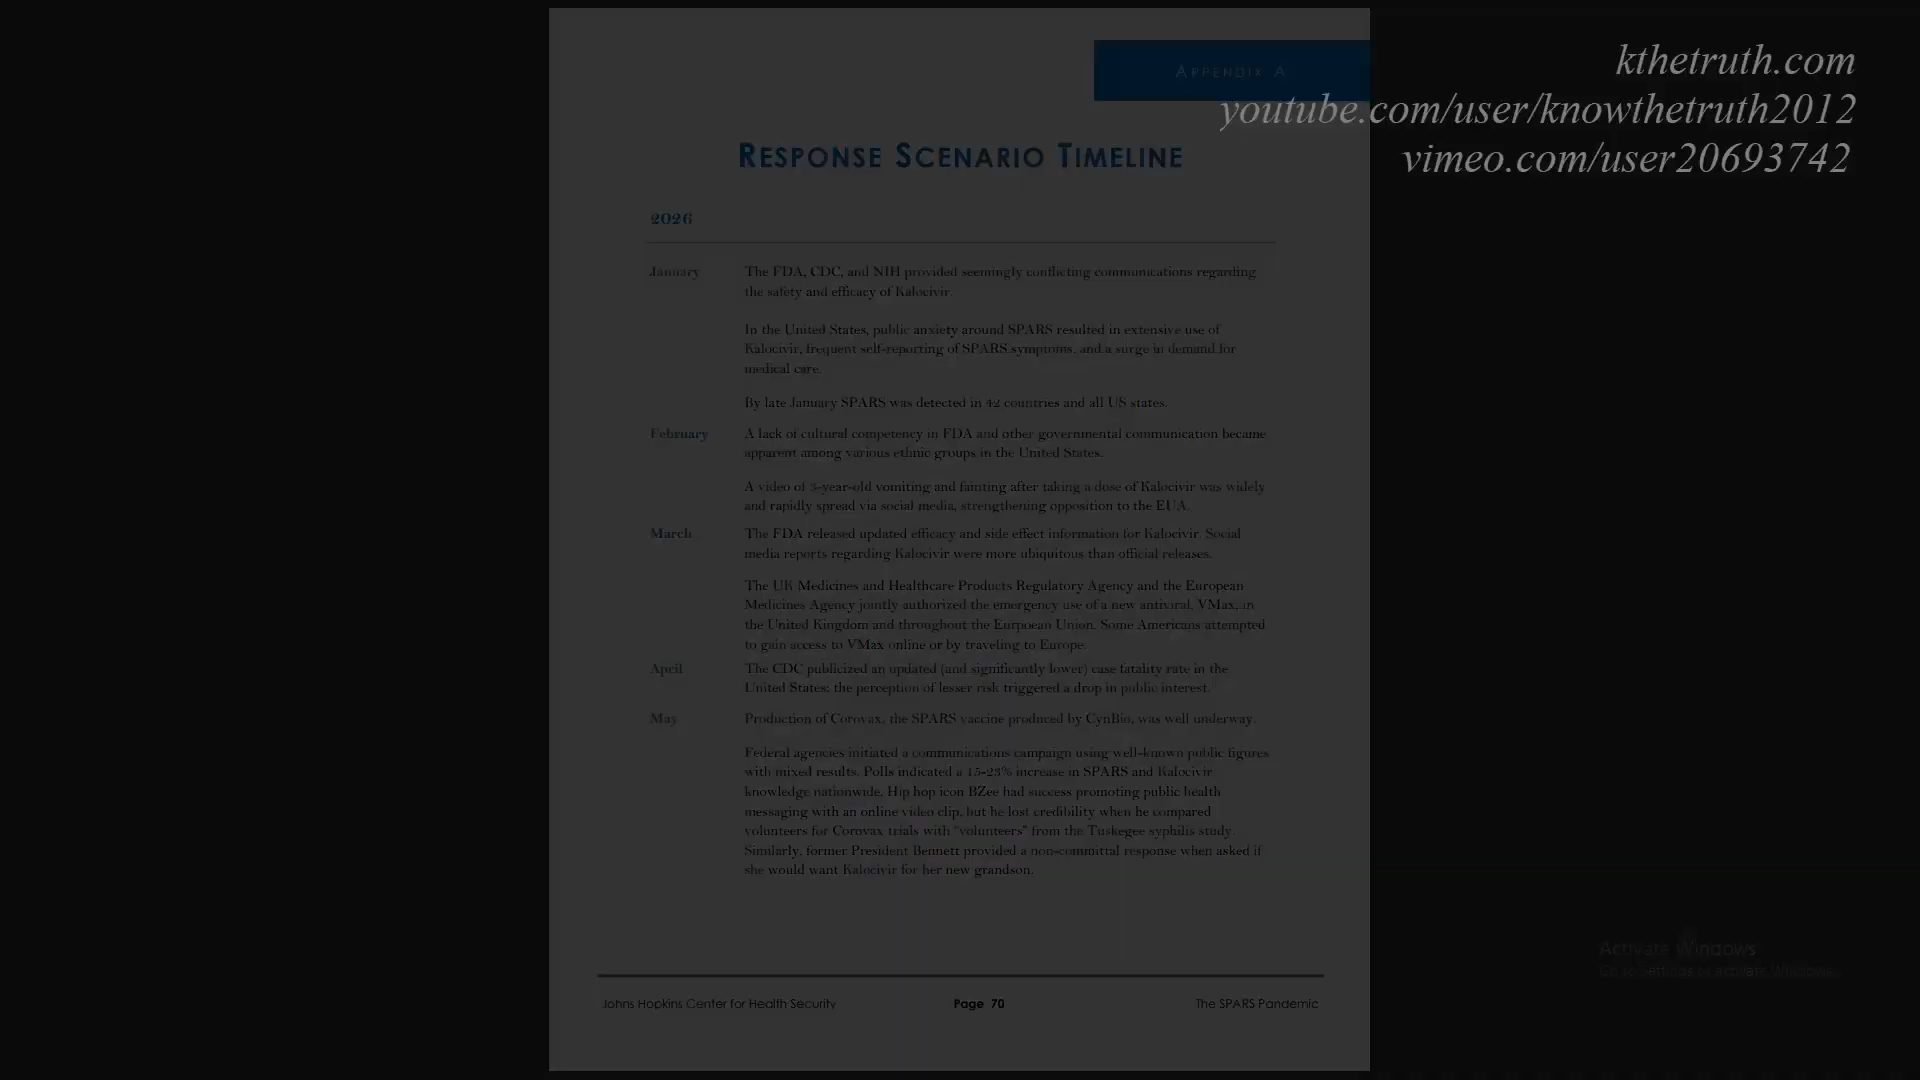 kthetruth.com
youtube.com/user/knowthetruth2012
vimeo.com/user20693742
APPENDIX A
RESPONSE SCENARIO TIMELINE
2026
January
The FDA, CDC, and NIH provided seemingly conflicting communications regarding
the safety and efficacy of Kalocivir.
In the United States, public anxiety around SPARS resulted in extensive use of
Kalocivir, frequent self-reporting of SPARS symptoms, and a surge in demand for
medical care.
By late January SPARS was detected in 42 countries and all US states.
February
A lack of cultural competency in FDA and other governmental communication became
apparent among various ethnic groups in the United States.
A video of 3-year-old vomiting and fainting after taking a dose of Kalocivir was widely
and rapidly spread via social media, strengthening opposition to the EUA.
March
The FDA released updated efficacy and side effect information for Kalocivir. Social
media reports regarding Kalocivir were more ubiquitous than official releases.
The UK Medicines and Healthcare Products Regulatory Agency and the European
Medicines Agency jointly authorized the emergency use of a new antiviral, VMax, in
the United Kingdom and throughout the Eurpoean Union. Some Americans attempted
to gain access to VMax online or by traveling to Europe.
April
The CDC publicized an updated (and significantly lower) case fatality rate in the
United States; the perception of lesser risk triggered a drop in public interest.
May
Production of Corovax, the SPARS vaccine produced by CynBio, was well underway.
Federal agencies initiated a communications campaign using well-known public figures
with mixed results. Polls indicated a 15-23% increase in SPARS and Kalocivir
knowledge nationwide. Hip hop icon BZee had success promoting public health
messaging with an online video clip, but he lost credibility when he compared
volunteers for Corovax trials with "volunteers" from the Tuskegee syphilis study.
Similarly, former President Bennett provided a non-committal response when asked if
she would want Kalocivir for her new grandson.
Activate Windows
Go to Settings to activate Windows.
Johns Hopkins Center for Health Security
Page 70
The SPARS Pandemic